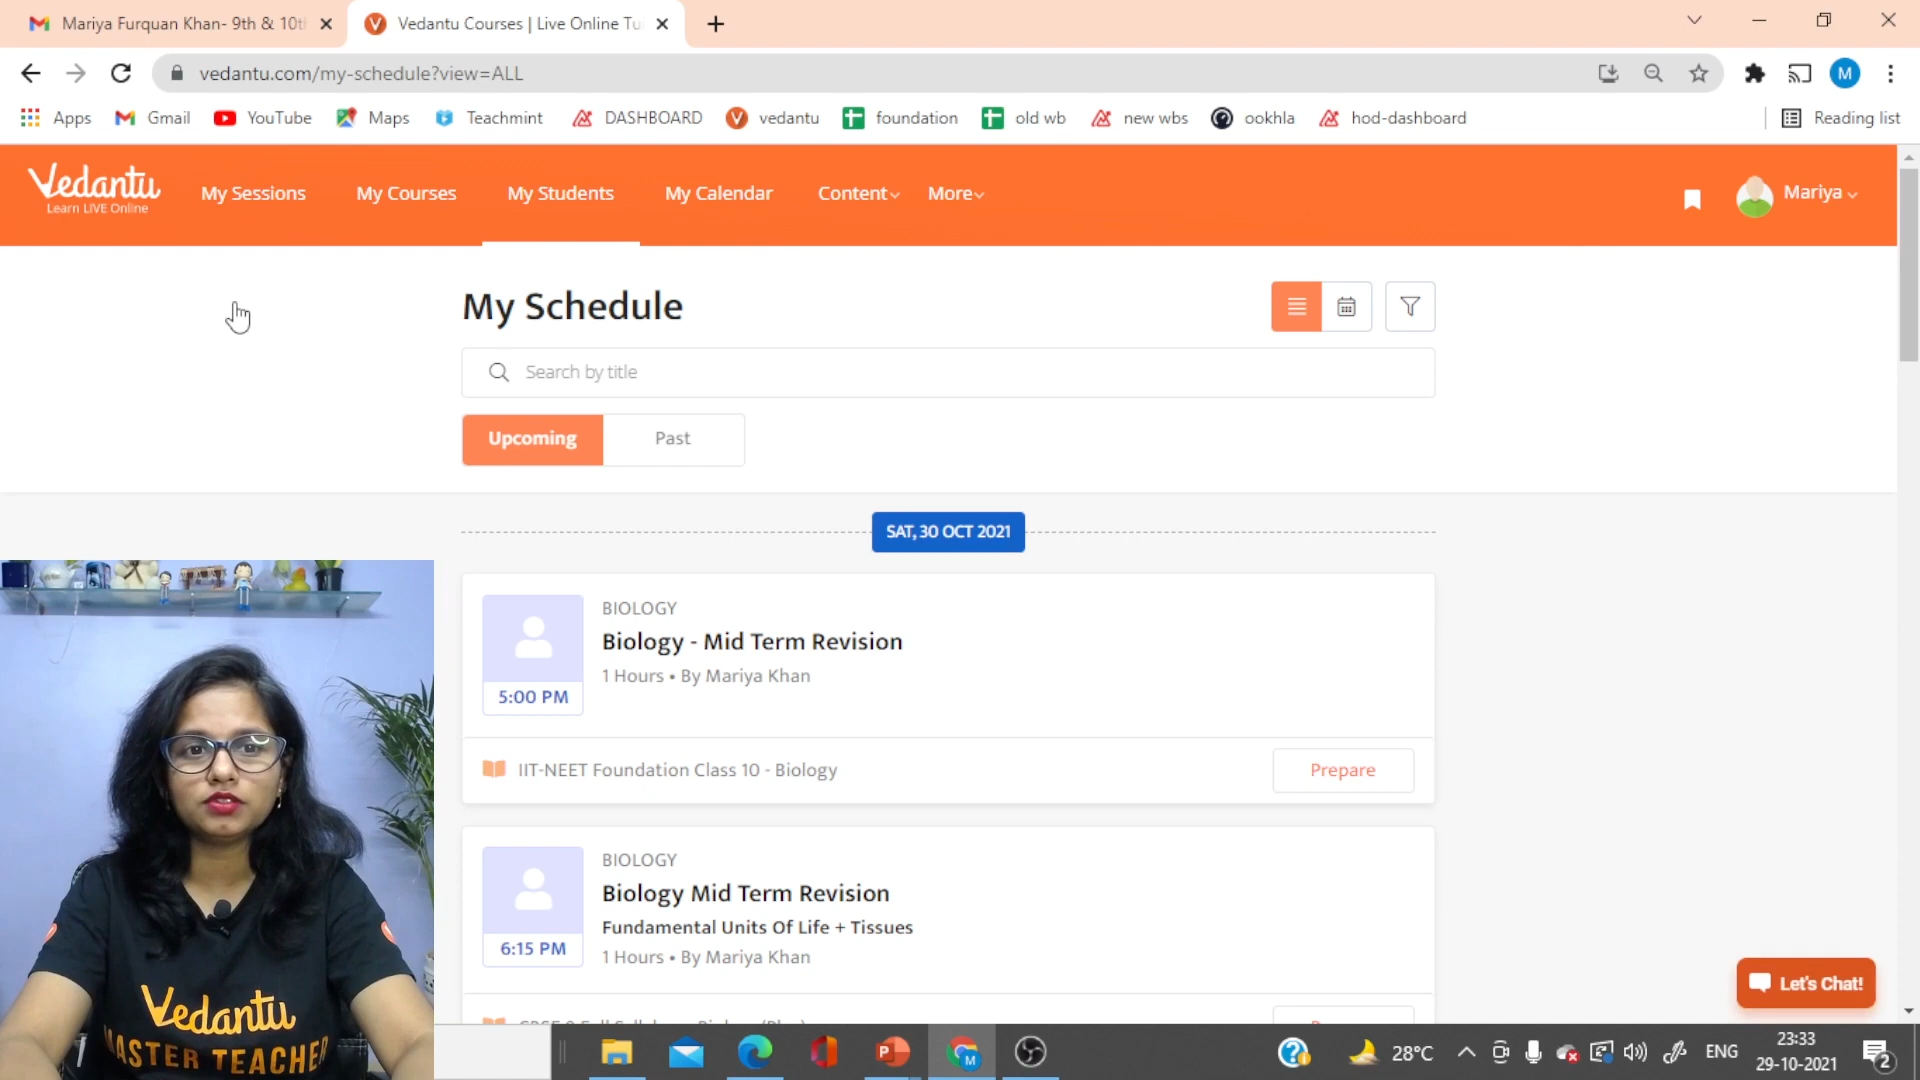 Mariya Furquan Khan- 9th & 10t
Vedantu Courses | Live Online Tu
vedantu.com/my-schedule?view=ALL
M
Apps
Gmail
YouTube
Maps
Teachmint
DASHBOARD
vedantu
foundation
old wb
new wbs
ookhla
hod-dashboard
Reading list
Vedantu
Learn LIVE Online
My Sessions
My Courses
My Students
My Calendar
Content
More
Mariya
My Schedule
Search by title
Upcoming
Past
SAT, 30 OCT 2021
BIOLOGY
Biology - Mid Term Revision
1 Hours • By Mariya Khan
5:00 PM
IIT-NEET Foundation Class 10 - Biology
Prepare
BIOLOGY
Biology Mid Term Revision
Fundamental Units Of Life + Tissues
1 Hours • By Mariya Khan
6:15 PM
Let's Chat!
Vedantu
MASTER TEACHER
28°C
ENG
23:33
29-10-2021
2